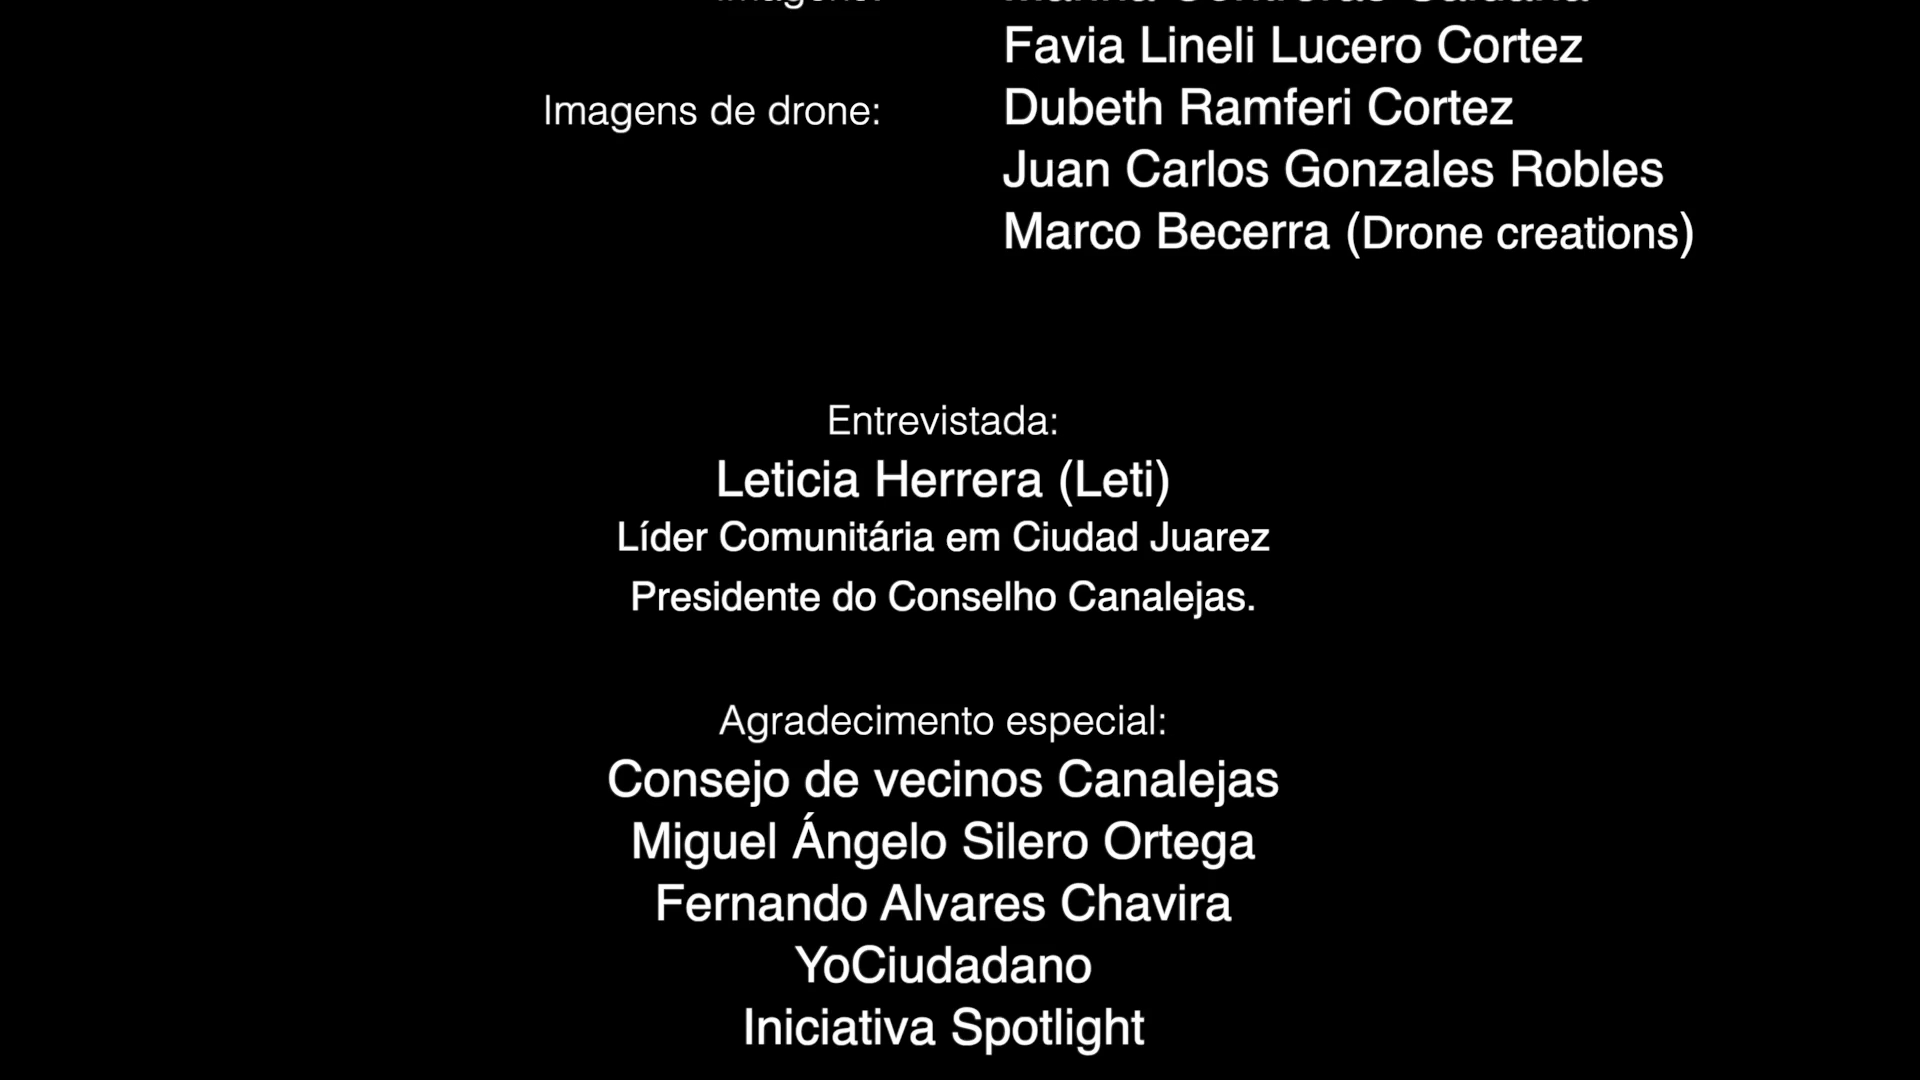 Favia Lineli Lucero Cortez
Imagens de drone: Dubeth Ramferi Cortez
Juan Carlos Gonzales Robles
Marco Becerra (Drone creations)
Entrevistada:
Leticia Herrera (Leti)
Líder Comunitária em Ciudad Juarez
Presidente do Conselho Canalejas.
Agradecimento especial:
Consejo de vecinos Canalejas
Miguel Ángelo Silero Ortega
Fernando Alvares Chavira
YoCiudadano
Iniciativa Spotlight